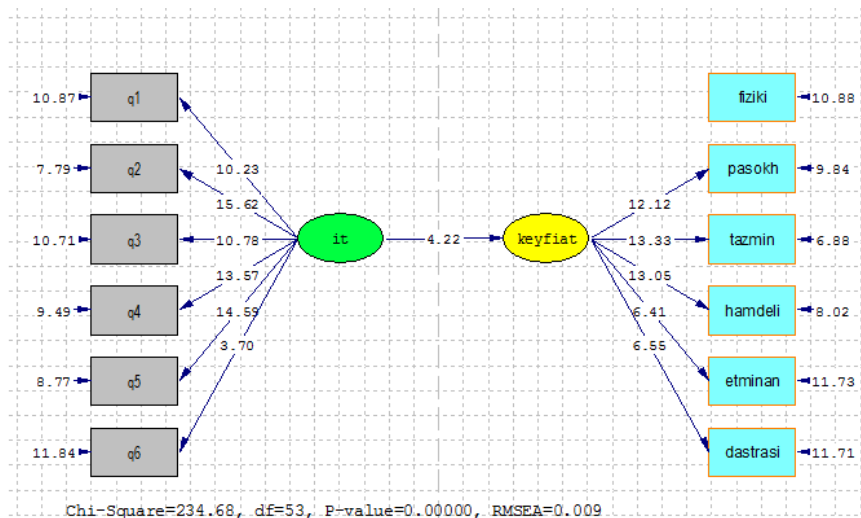 10.87 q1 fiziki 10.88
7.79 q2 10.23 pasokh 9.84
15.62 12.12
10.71 q3 10.78 it 4.22 keyfiat 13.33 tazmin 6.88
13.57 13.05
9.49 q4 14.59 6.41 hamdeli 8.02
3.70 6.55
8.77 q5 etminan 11.73
11.84 q6 dastrasi 11.71
Chi-Square=234.68, df=53, P-value=0.00000, RMSEA=0.009